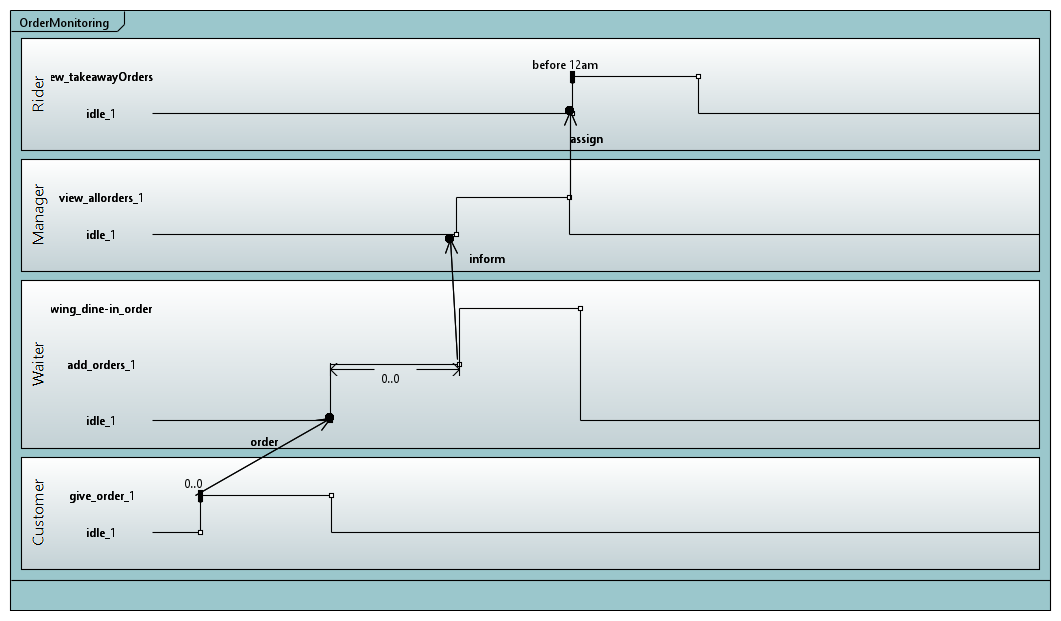 OrderMonitoring
before 12am
Rider
ew_takeawayOrders
idle_1
assign
Manager
view_allorders_1
idle_1
inform
Waiter
wing_dine-in_order
add_orders_1
0..0
idle_1
order
Customer
0..0
give_order_1
idle_1